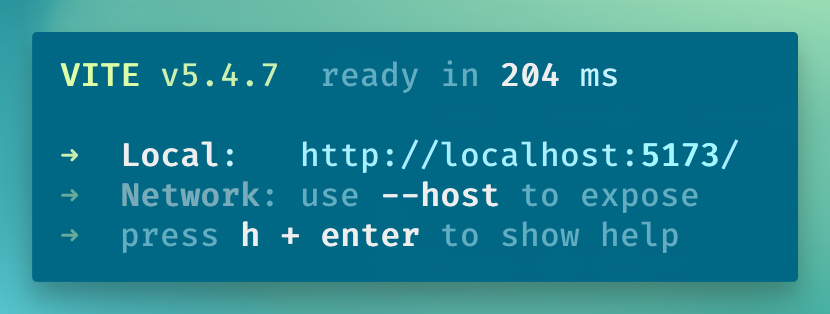 VITE v5.4.7  ready in 204 ms
➜  Local:   http://localhost:5173/
➜  Network: use --host to expose
➜  press h + enter to show help